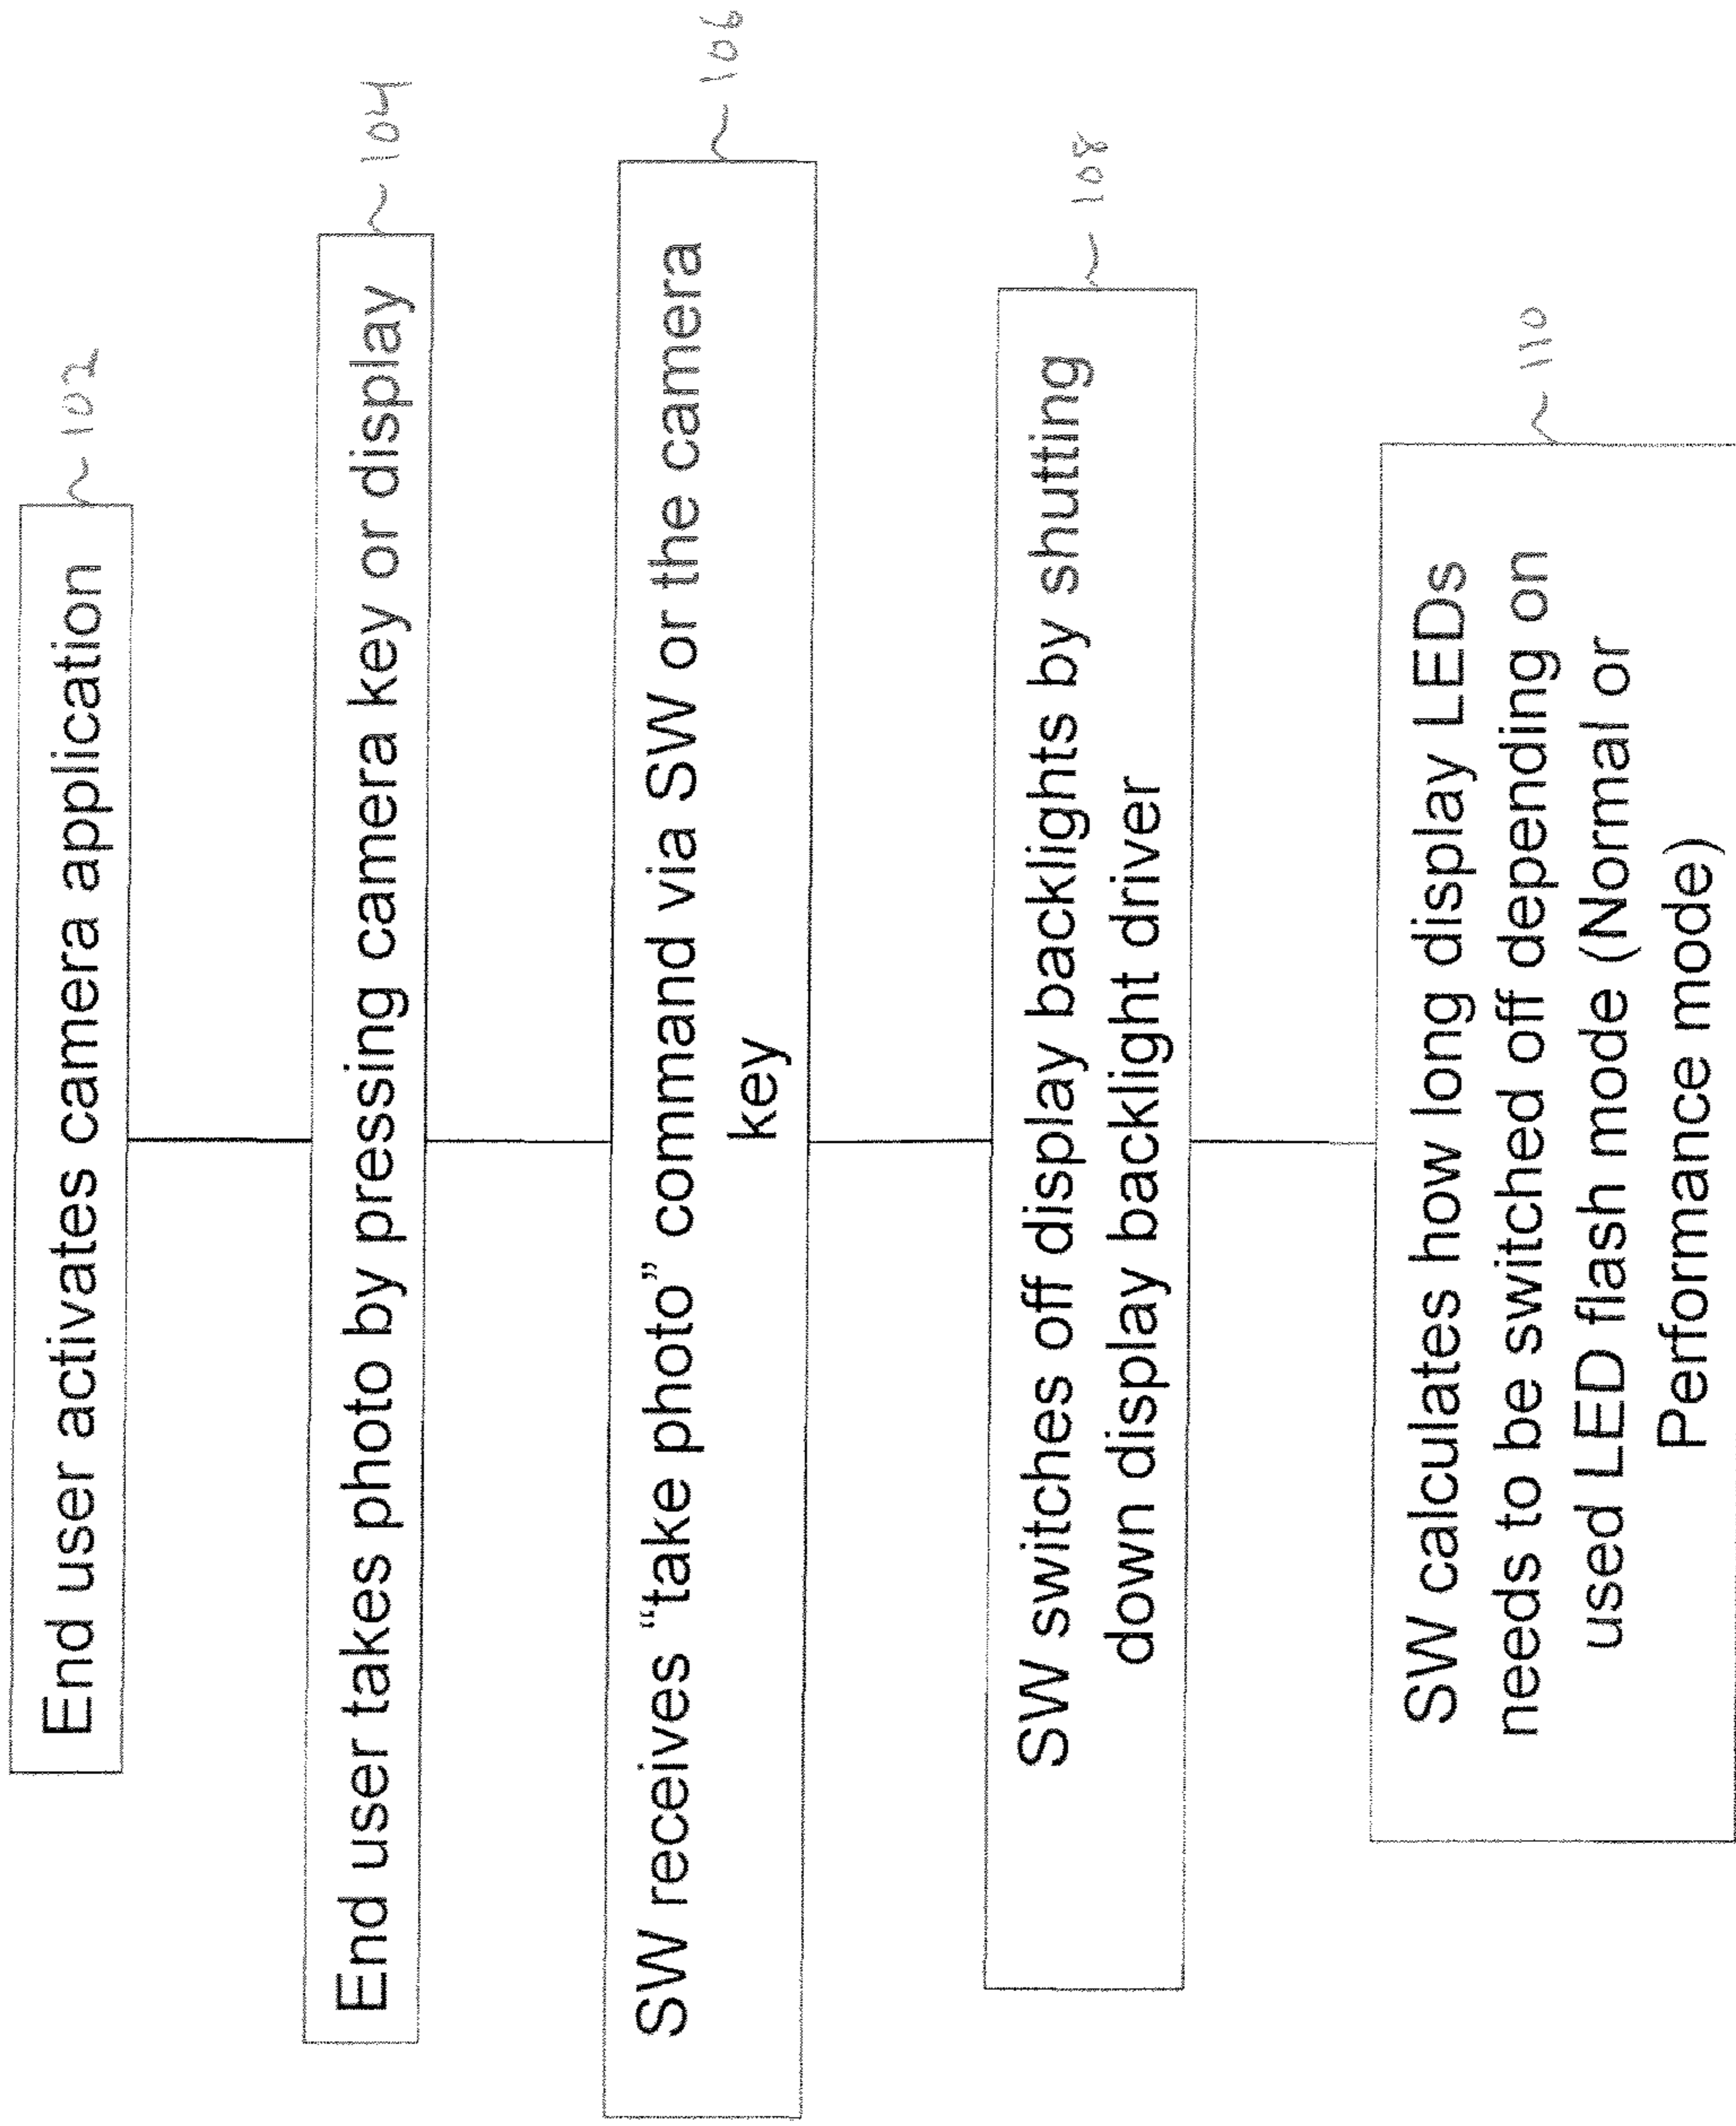 End user activates camera application
102
End user takes photo by pressing camera key or display
104
SW receives “take photo” command via SW or the camera
key
106
SW switches off display backlights by shutting
down display backlight driver
108
SW calculates how long display LEDs
needs to be switched off depending on
used LED flash mode (Normal or
Performance mode)
110